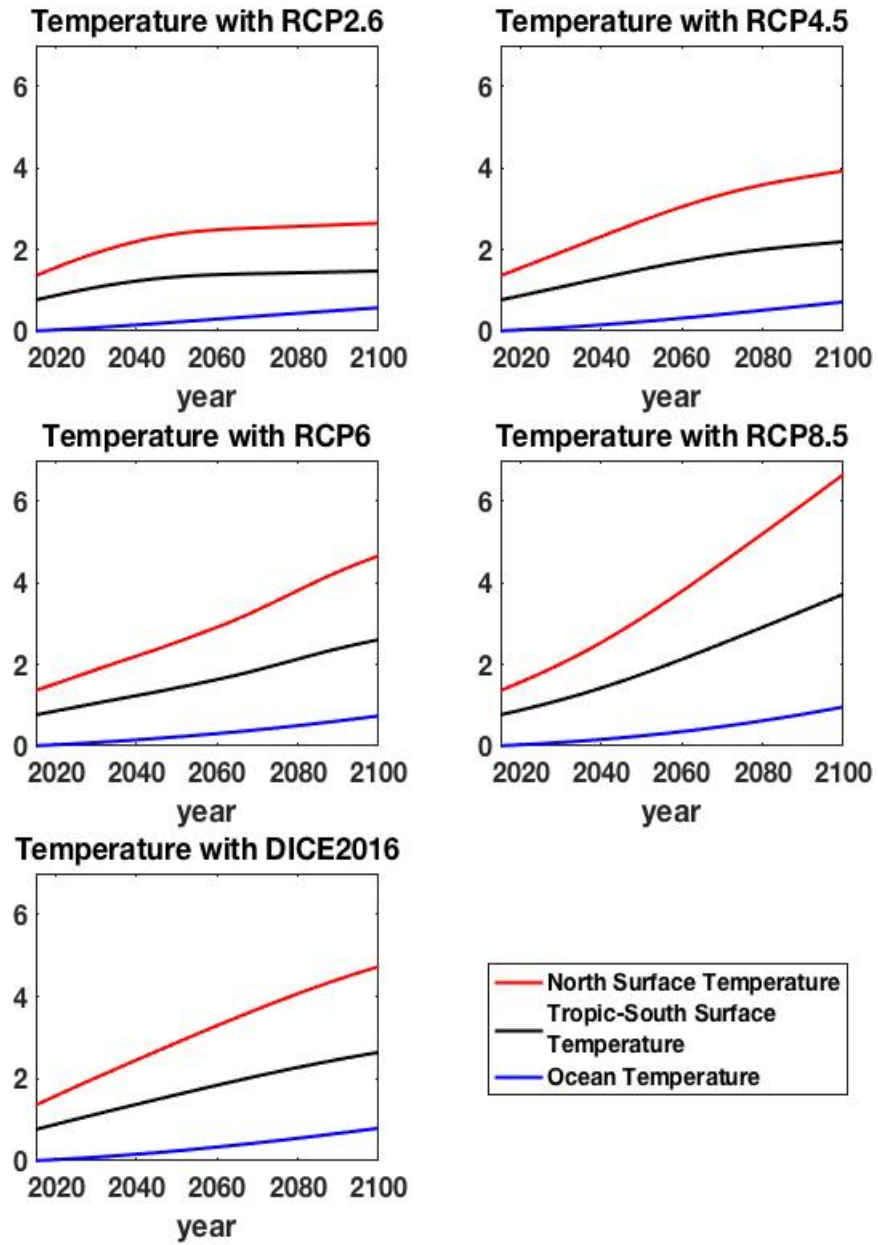 Temperature with RCP2.6
6
4
2
0
2020 2040 2060 2080 2100
year
Temperature with RCP4.5
6
4
2
0
2020 2040 2060 2080 2100
year
Temperature with RCP6
6
4
2
0
2020 2040 2060 2080 2100
year
Temperature with RCP8.5
6
4
2
0
2020 2040 2060 2080 2100
year
Temperature with DICE2016
6
4
2
0
2020 2040 2060 2080 2100
year
North Surface Temperature
Tropic-South Surface
Temperature
Ocean Temperature